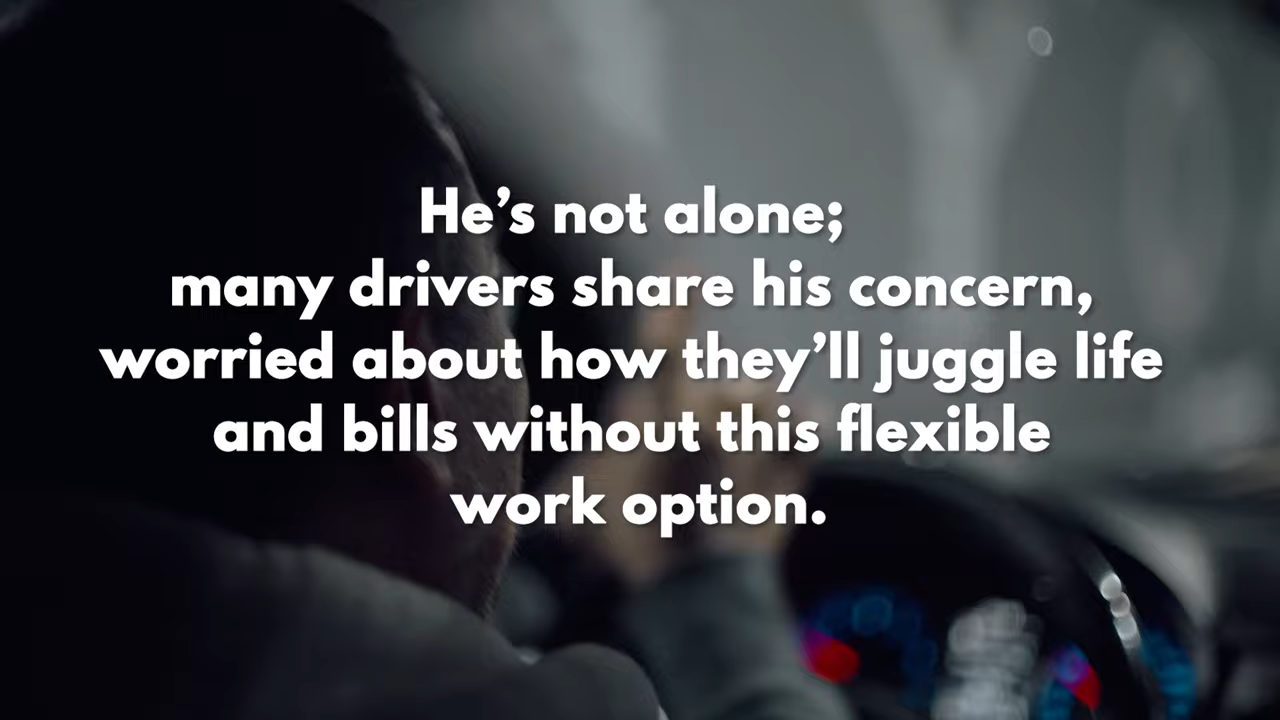 He’s not alone;
many drivers share his concern,
worried about how they’ll juggle life
and bills without this flexible
work option.